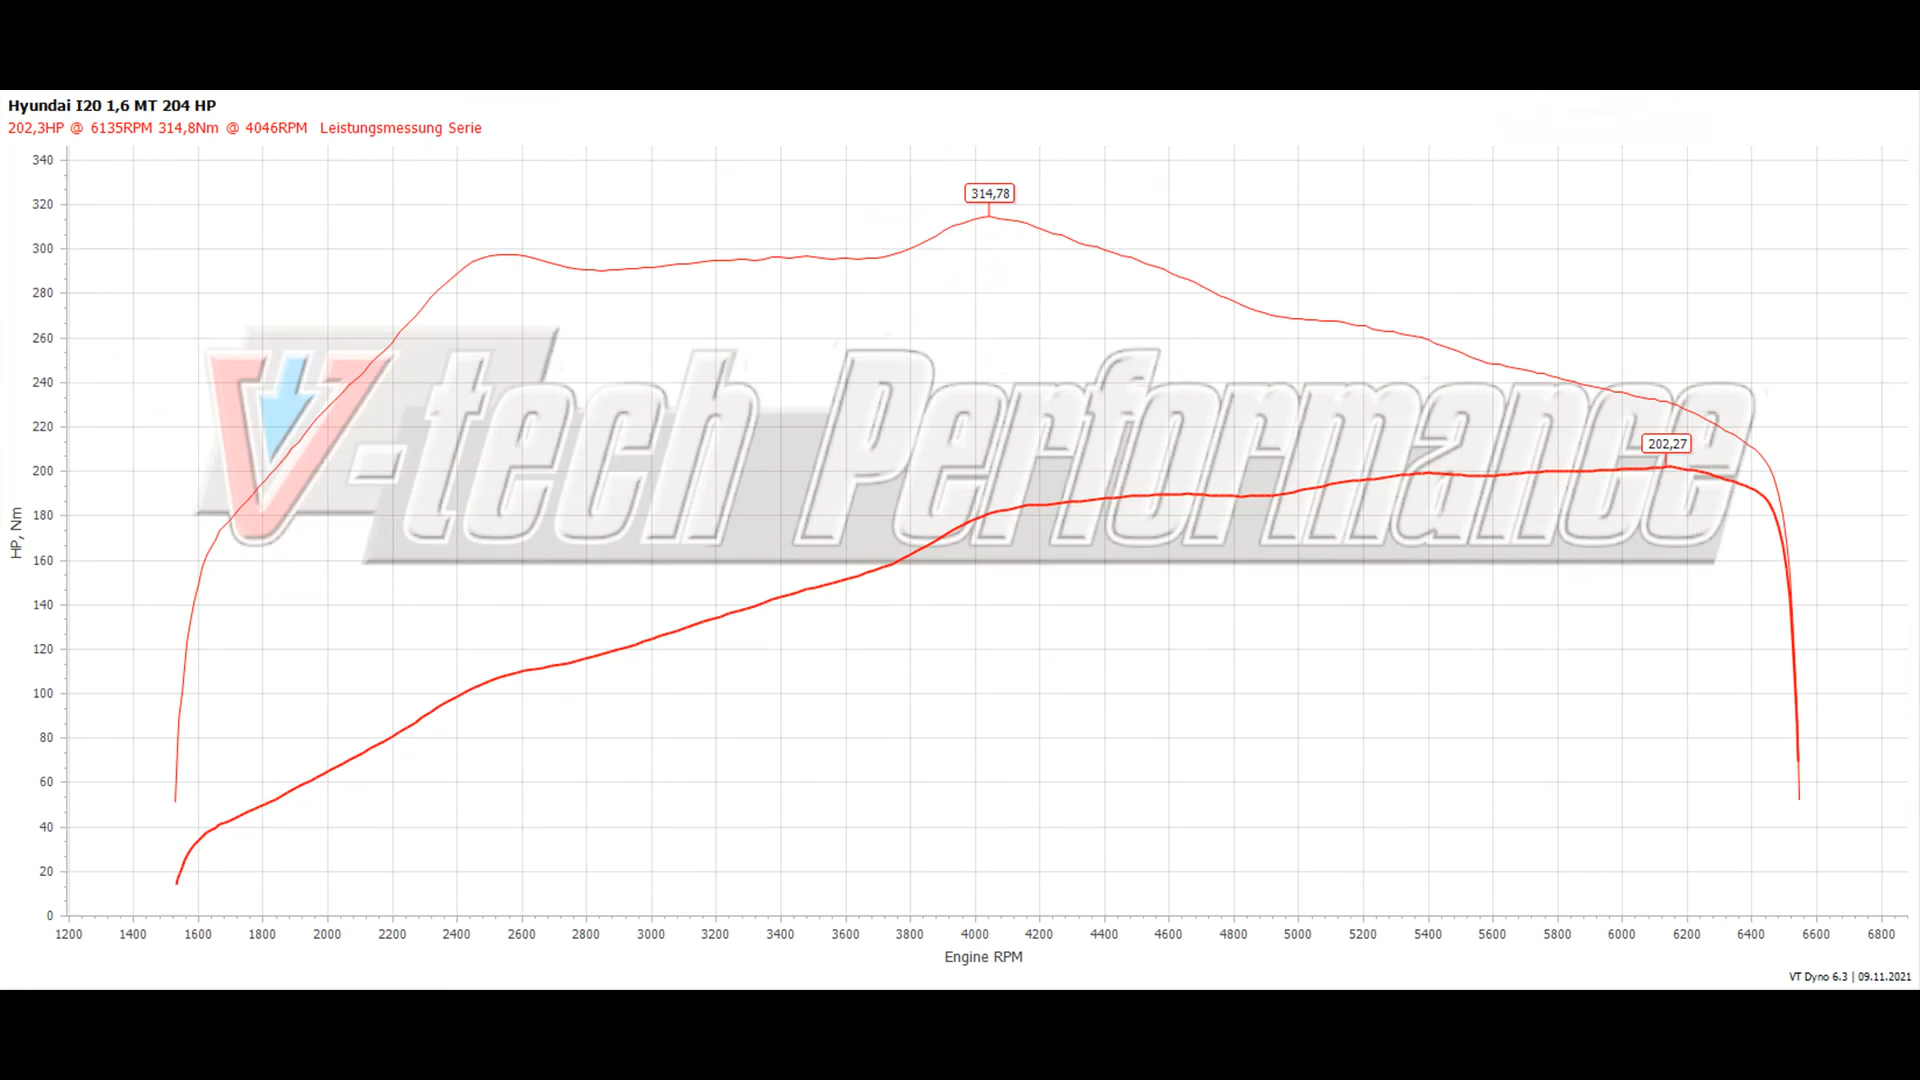 Hyundai I20 1,6 MT 204 HP
202,3HP @ 6135RPM 314,8Nm @ 4046RPM Leistungsmessung Serie
340
320
300
280
260
240
220
200
180
160
140
120
100
80
60
40
20
0
HP, Nm
314,78
202,27
V-tech Performance
1200 1400 1600 1800 2000 2200 2400 2600 2800 3000 3200 3400 3600 3800 4000 4200 4400 4600 4800 5000 5200 5400 5600 5800 6000 6200 6400 6600 6800
Engine RPM
VT Dyno 6.3 | 09.11.2021